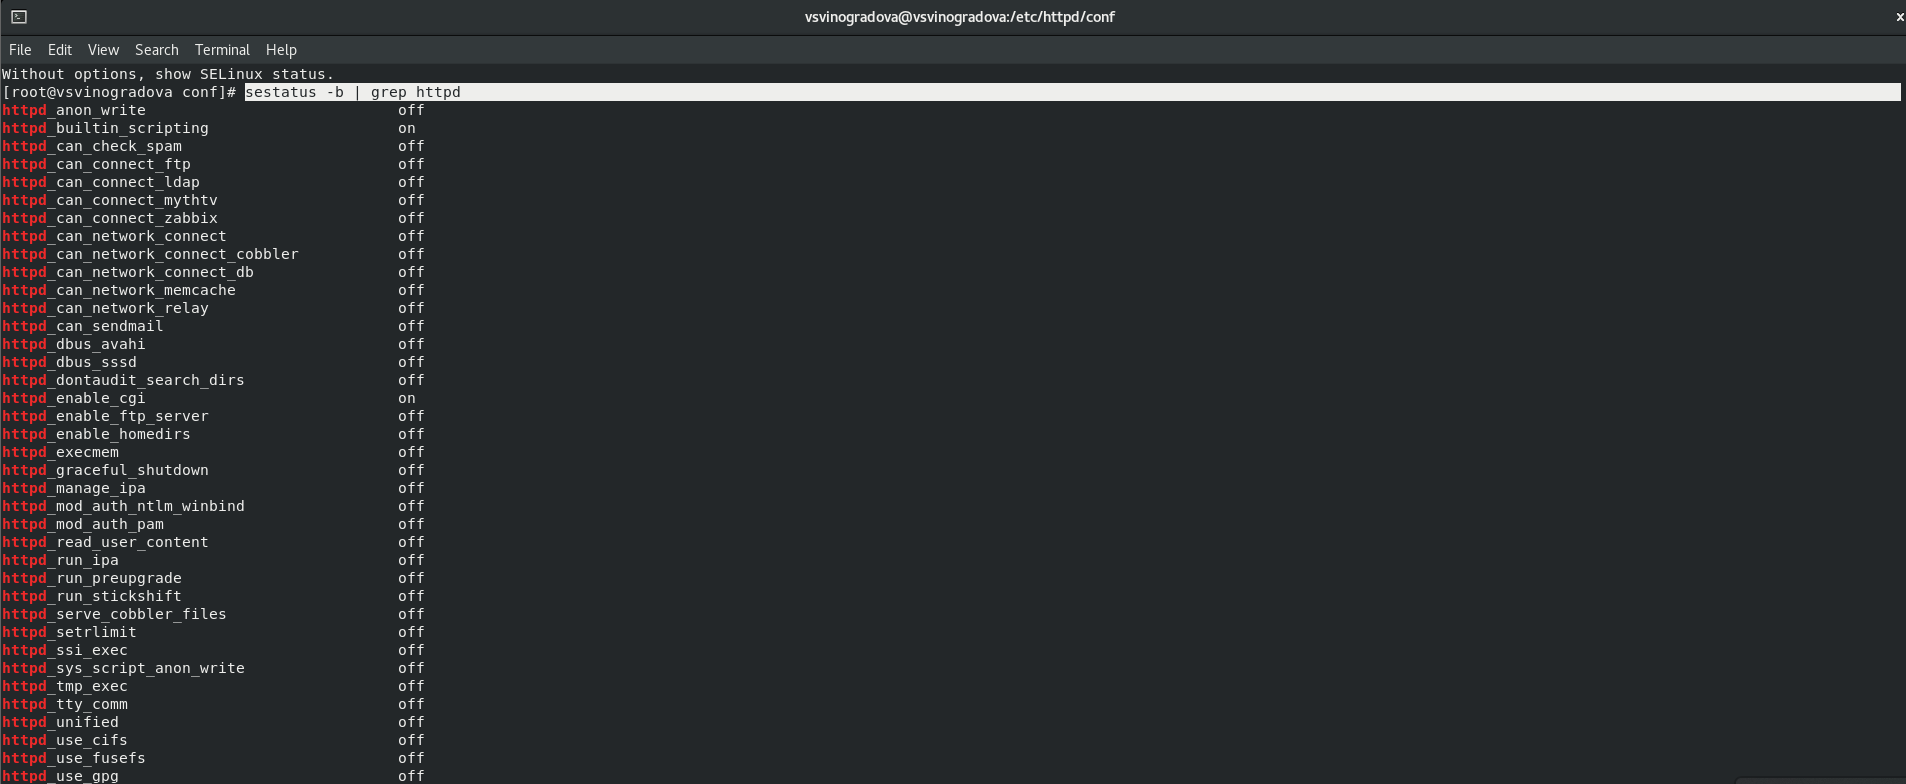 vsvinogradova@vsvinogradova:/etc/httpd/conf x
File Edit View Search Terminal Help
Without options, show SELinux status.
[root@vsvinogradova conf]# sestatus -b | grep httpd
httpd_anon_write off
httpd_builtin_scripting on
httpd_can_check_spam off
httpd_can_connect_ftp off
httpd_can_connect_ldap off
httpd_can_connect_mythtv off
httpd_can_connect_zabbix off
httpd_can_network_connect off
httpd_can_network_connect_cobbler off
httpd_can_network_connect_db off
httpd_can_network_memcache off
httpd_can_network_relay off
httpd_can_sendmail off
httpd_dbus_avahi off
httpd_dbus_sssd off
httpd_dontaudit_search_dirs off
httpd_enable_cgi on
httpd_enable_ftp_server off
httpd_enable_homedirs off
httpd_execmem off
httpd_graceful_shutdown off
httpd_manage_ipa off
httpd_mod_auth_ntlm_winbind off
httpd_mod_auth_pam off
httpd_read_user_content off
httpd_run_ipa off
httpd_run_preupgrade off
httpd_run_stickshift off
httpd_serve_cobbler_files off
httpd_setrlimit off
httpd_ssi_exec off
httpd_sys_script_anon_write off
httpd_tmp_exec off
httpd_tty_comm off
httpd_unified off
httpd_use_cifs off
httpd_use_fusefs off
httpd_use_gpg off